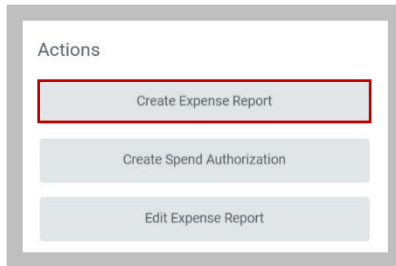 Actions
Create Expense Report
Create Spend Authorization
Edit Expense Report